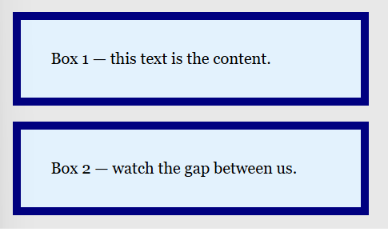 Box 1 — this text is the content.
Box 2 — watch the gap between us.